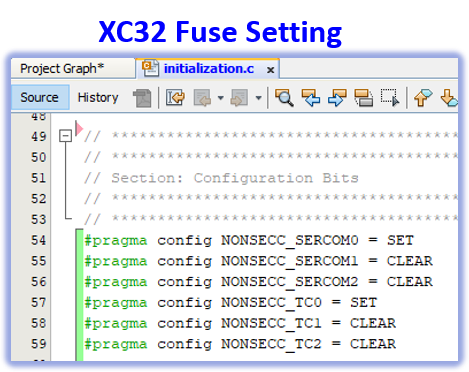 XC32 Fuse Setting
Project Graph* initialization.c x
Source History
48
49 // ****************************************
50 // ****************************************
51 // Section: Configuration Bits
52 // ****************************************
53 // ****************************************
54 #pragma config NONSECC_SERCOM0 = SET
55 #pragma config NONSECC_SERCOM1 = CLEAR
56 #pragma config NONSECC_SERCOM2 = CLEAR
57 #pragma config NONSECC_TC0 = SET
58 #pragma config NONSECC_TC1 = CLEAR
59 #pragma config NONSECC_TC2 = CLEAR